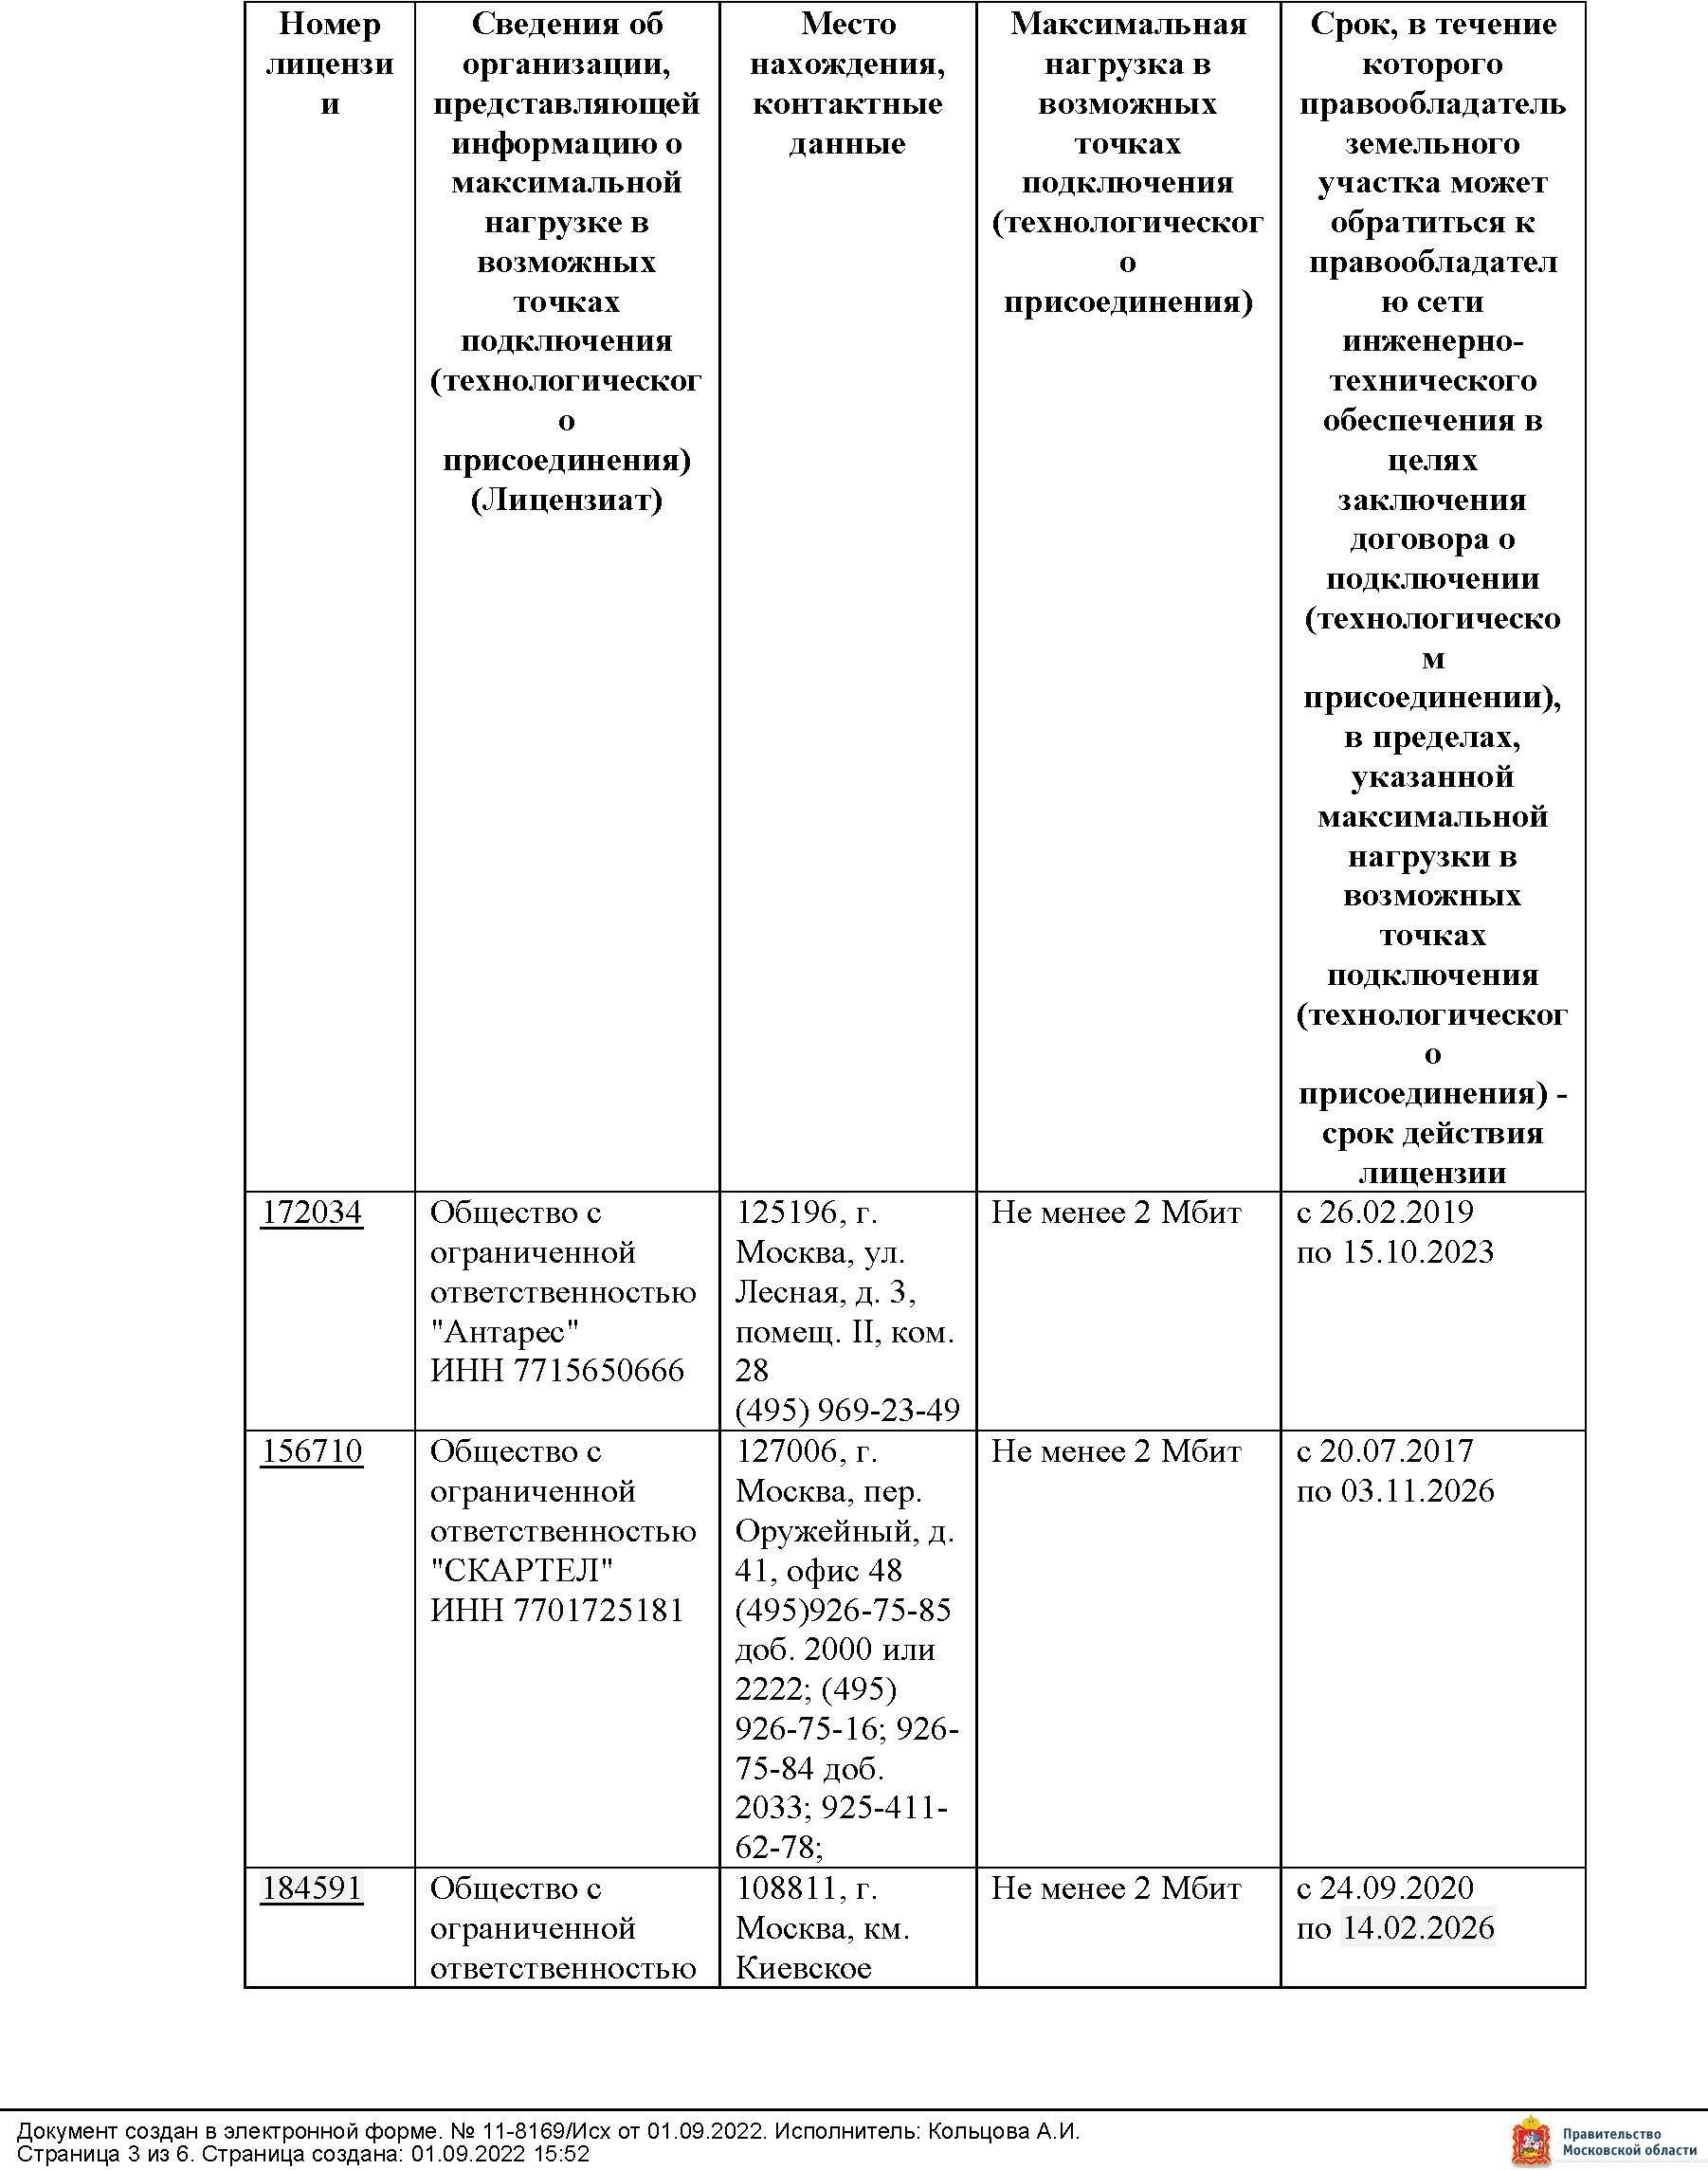 Номер
лицензи
и
Сведения об
организации,
представляющей
информацию о
максимальной
нагрузке в
возможных
точках
подключения
(технологическог
о
присоединения)
(Лицензиат)
Место
нахождения,
контактные
данные
Максимальная
нагрузка в
возможных
точках
подключения
(технологическог
о
присоединения)
Срок, в течение
которого
правообладатель
земельного
участка может
обратиться к
правообладател
ю сети
инженерно-
технического
обеспечения в
целях
заключения
договора о
подключении
(технологическо
м
присоединении),
в пределах,
указанной
максимальной
нагрузки в
возможных
точках
подключения
(технологическог
о
присоединения) -
срок действия
лицензии
172034
Общество с
ограниченной
ответственностью
"Антарес"
ИНН 7715650666
125196, г.
Москва, ул.
Лесная, д. 3,
помещ. II, ком.
28
(495) 969-23-49
Не менее 2 Мбит
с 26.02.2019
по 15.10.2023
156710
Общество с
ограниченной
ответственностью
"СКАРТЕЛ"
ИНН 7701725181
127006, г.
Москва, пер.
Оружейный, д.
41, офис 48
(495)926-75-85
доб. 2000 или
2222; (495)
926-75-16; 926-
75-84 доб.
2033; 925-411-
62-78;
Не менее 2 Мбит
с 20.07.2017
по 03.11.2026
184591
Общество с
ограниченной
ответственностью
108811, г.
Москва, км.
Киевское
Не менее 2 Мбит
с 24.09.2020
по 14.02.2026
Документ создан в электронной форме. № 11-8169/Исх от 01.09.2022. Исполнитель: Кольцова А.И.
Страница 3 из 6. Страница создана: 01.09.2022 15:52
Правительство
Московской области